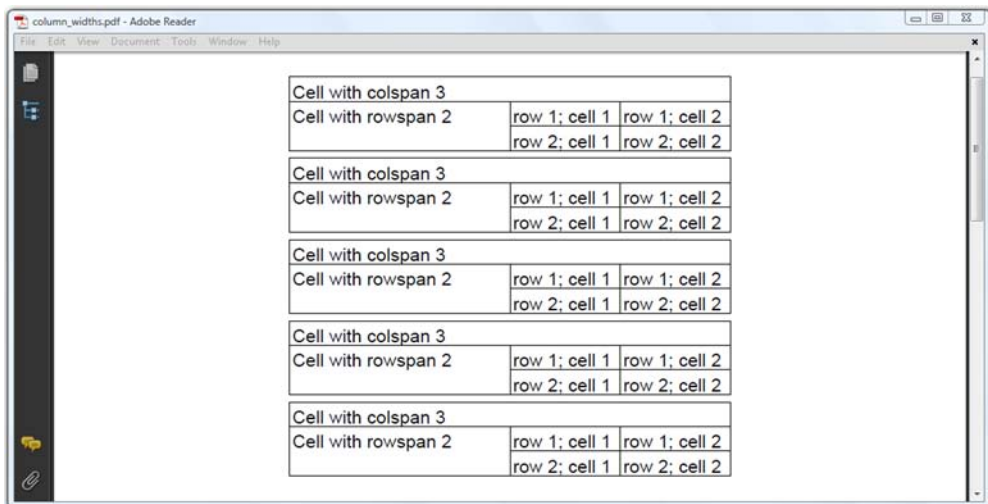 column_widths.pdf - Adobe Reader
File Edit View Document Tools Window Help
Cell with colspan 3
Cell with rowspan 2 row 1; cell 1 row 1; cell 2
row 2; cell 1 row 2; cell 2
Cell with colspan 3
Cell with rowspan 2 row 1; cell 1 row 1; cell 2
row 2; cell 1 row 2; cell 2
Cell with colspan 3
Cell with rowspan 2 row 1; cell 1 row 1; cell 2
row 2; cell 1 row 2; cell 2
Cell with colspan 3
Cell with rowspan 2 row 1; cell 1 row 1; cell 2
row 2; cell 1 row 2; cell 2
Cell with colspan 3
Cell with rowspan 2 row 1; cell 1 row 1; cell 2
row 2; cell 1 row 2; cell 2